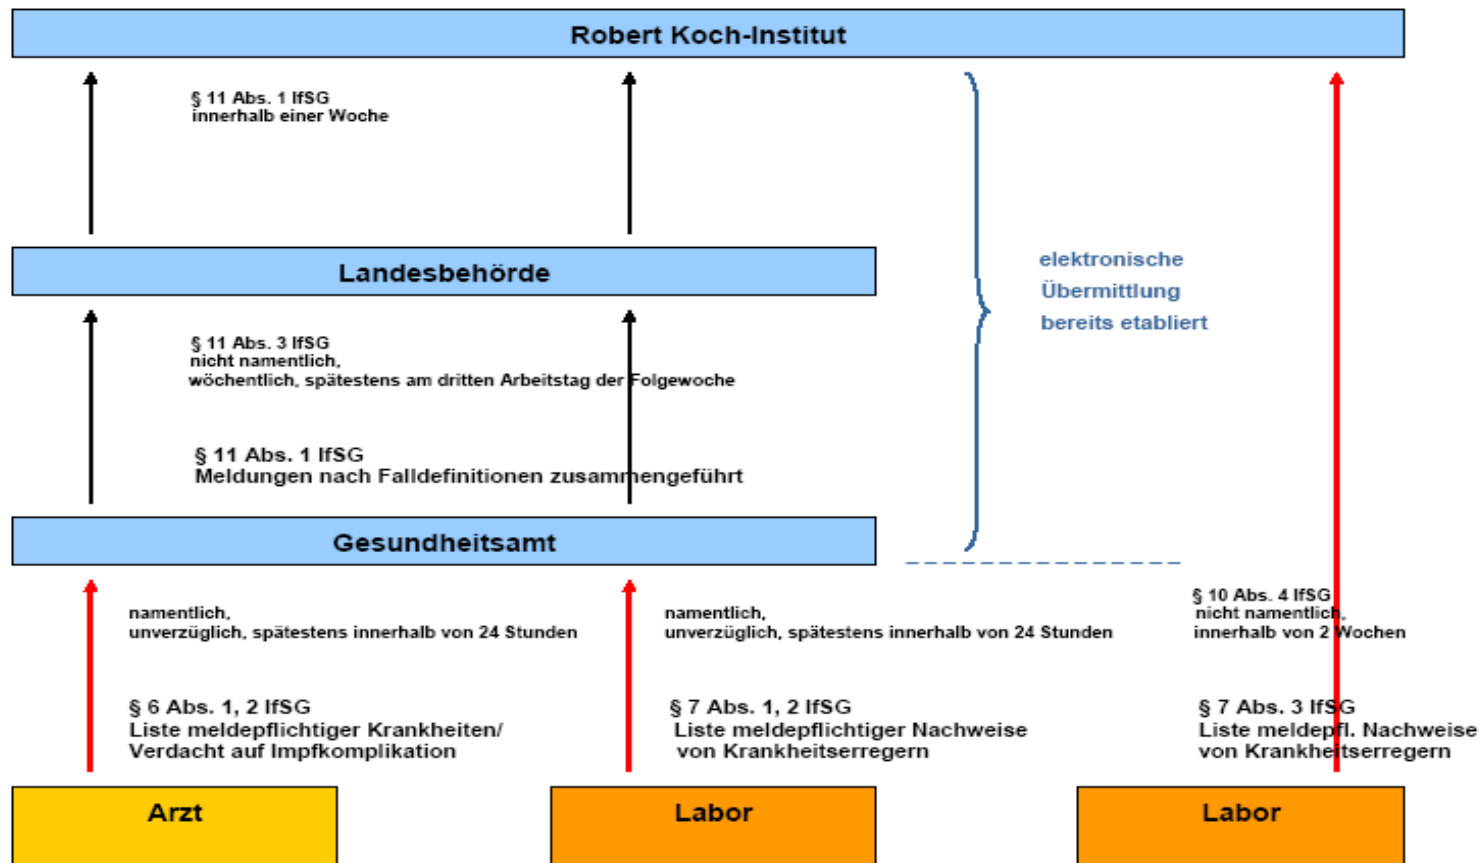 Robert Koch-Institut
§ 11 Abs. 1 IfSG
innerhalb einer Woche
Landesbehörde
elektronische
Übermittlung
bereits etabliert
§ 11 Abs. 3 IfSG
nicht namentlich,
wöchentlich, spätestens am dritten Arbeitstag der Folgewoche
§ 11 Abs. 1 IfSG
Meldungen nach Falldefinitionen zusammengeführt
Gesundheitsamt
namentlich,
unverzüglich, spätestens innerhalb von 24 Stunden
namentlich,
unverzüglich, spätestens innerhalb von 24 Stunden
§ 10 Abs. 4 IfSG
nicht namentlich,
innerhalb von 2 Wochen
§ 6 Abs. 1, 2 IfSG
Liste meldepflichtiger Krankheiten/
Verdacht auf Impfkomplikation
§ 7 Abs. 1, 2 IfSG
Liste meldepflichtiger Nachweise
von Krankheitserregern
§ 7 Abs. 3 IfSG
Liste meldepfl. Nachweise
von Krankheitserregern
Arzt
Labor
Labor